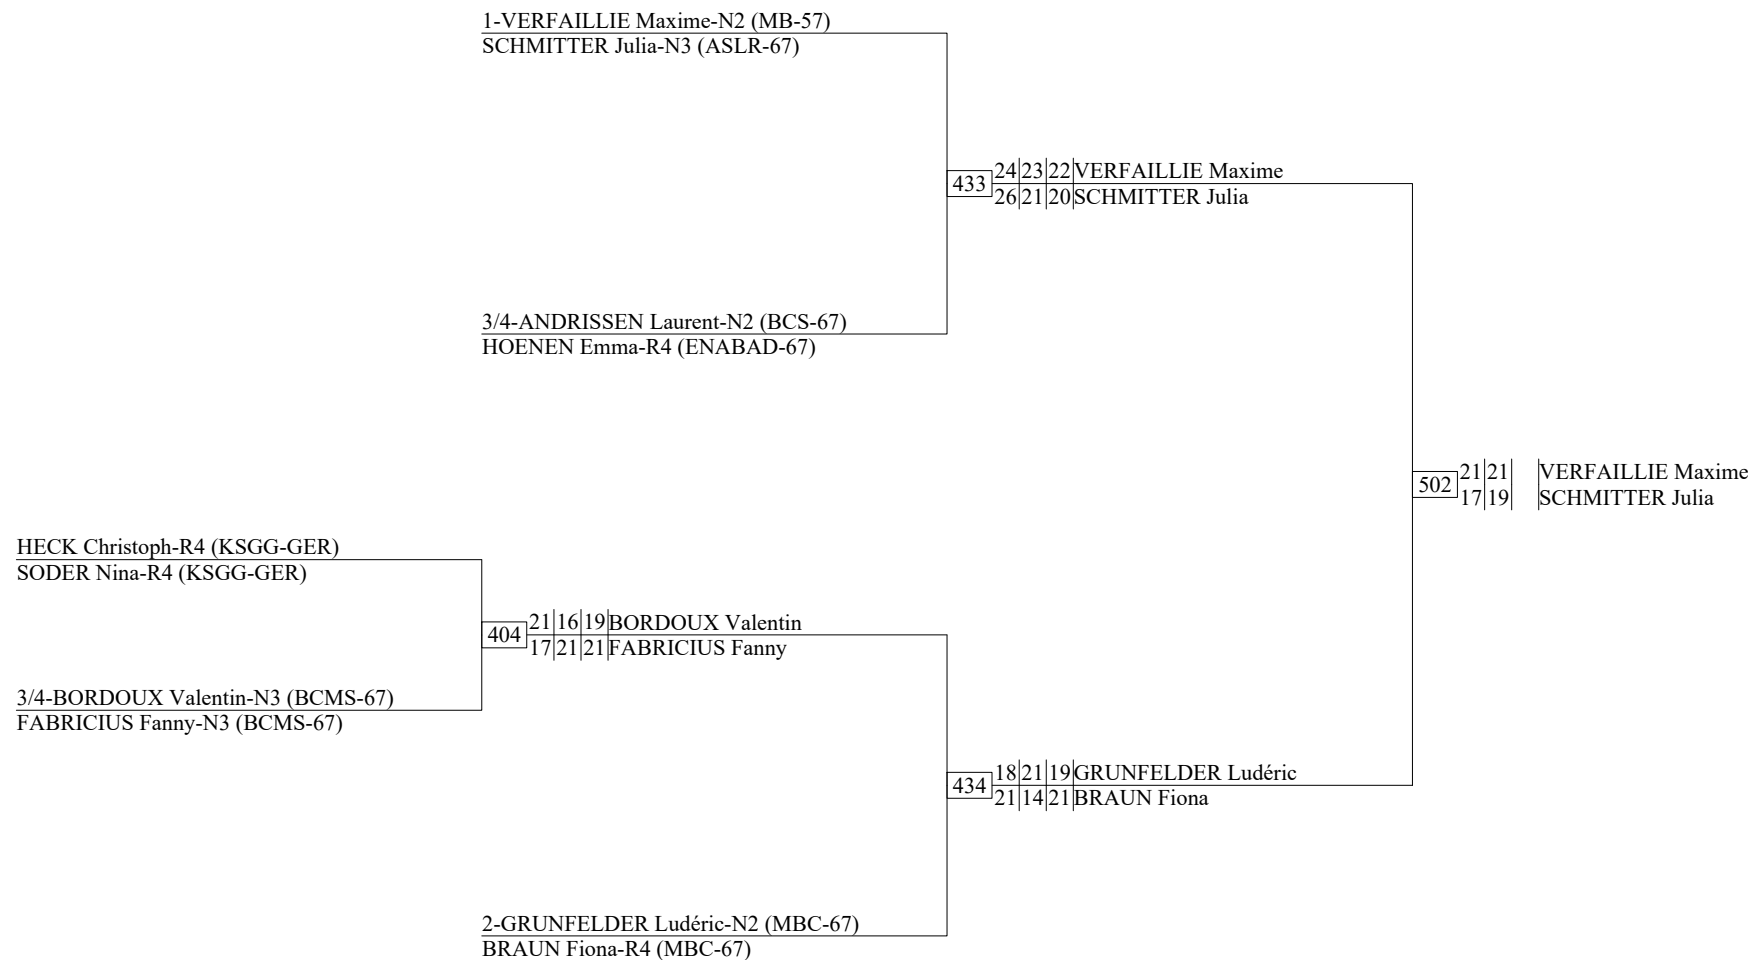 1-VERFAILLIE Maxime-N2 (MB-57)
SCHMITTER Julia-N3 (ASLR-67)
433 24 23 22 VERFAILLIE Maxime
26 21 20 SCHMITTER Julia
3/4-ANDRISSEN Laurent-N2 (BCS-67)
HOENEN Emma-R4 (ENABAD-67)
502 21 21 VERFAILLIE Maxime
17 19 SCHMITTER Julia
HECK Christoph-R4 (KSGG-GER)
SODER Nina-R4 (KSGG-GER)
404 21 16 19 BORDOUX Valentin
17 21 21 FABRICIUS Fanny
3/4-BORDOUX Valentin-N3 (BCMS-67)
FABRICIUS Fanny-N3 (BCMS-67)
434 18 21 19 GRUNFELDER Ludéric
21 14 21 BRAUN Fiona
2-GRUNFELDER Ludéric-N2 (MBC-67)
BRAUN Fiona-R4 (MBC-67)